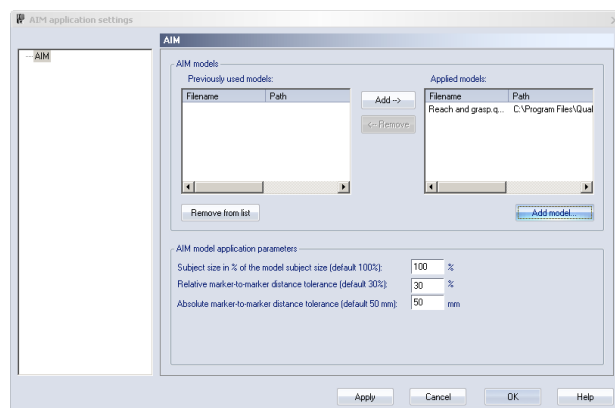 AIM application settings
AIM
AIM
AIM models
Previously used models:
Applied models:
Filename Path
Add -->
Filename Path
Reach and grasp.q... C:\Program Files\Qual
<-- Remove
Remove from list
Add model...
AIM model application parameters
Subject size in % of the model subject size (default 100%): 100 %
Relative marker-to-marker distance tolerance (default 30%): 30 %
Absolute marker-to-marker distance tolerance (default 50 mm): 50 mm
Apply Cancel OK Help